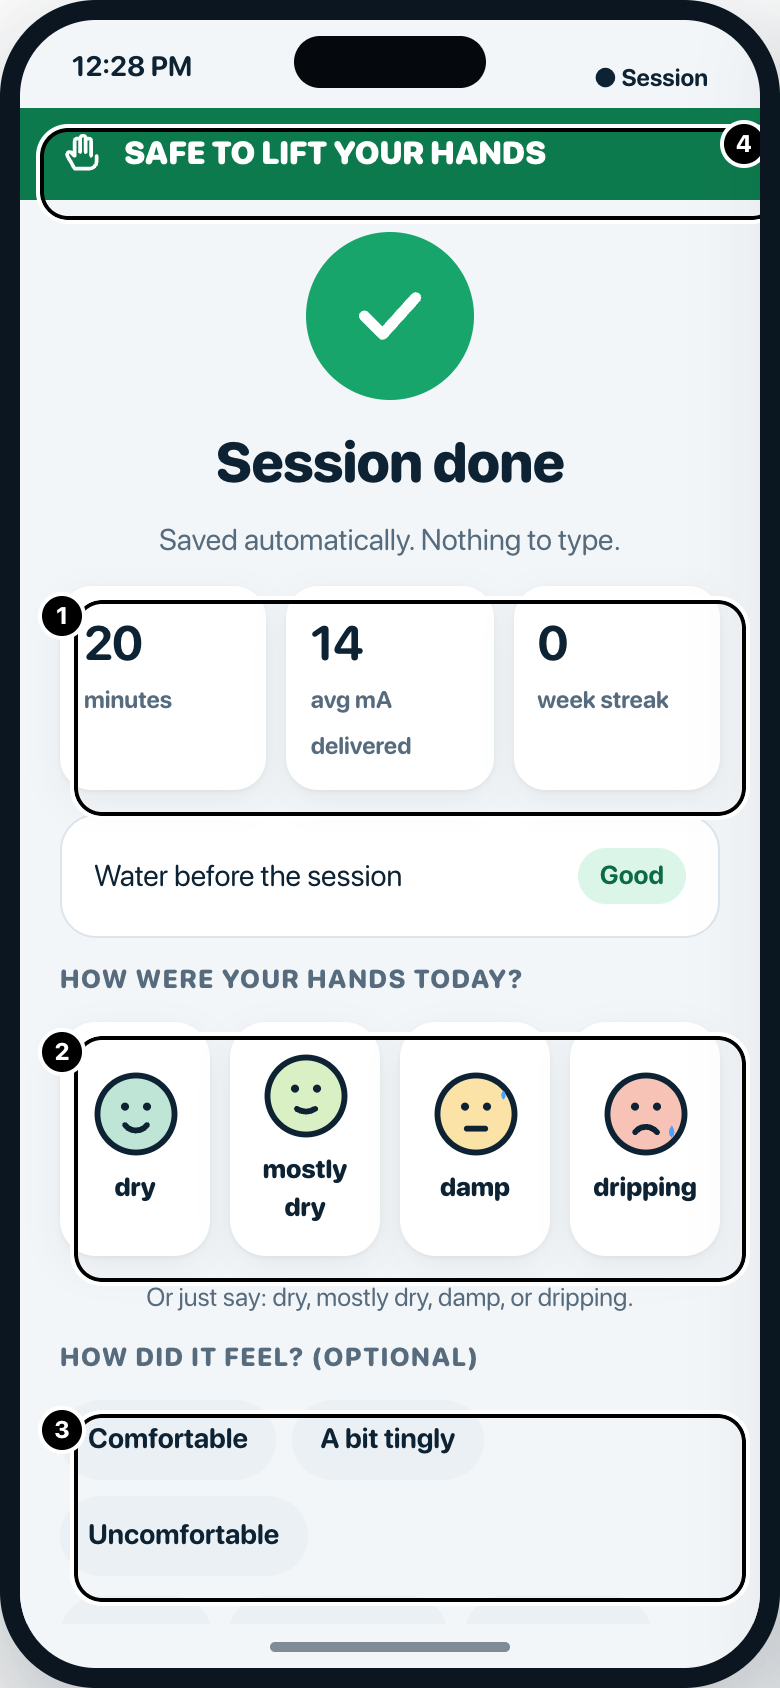 12:28 PM
Session
SAFE TO LIFT YOUR HANDS
4
Session done
Saved automatically. Nothing to type.
1
20
minutes
14
avg mA
delivered
0
week streak
Water before the session
Good
HOW WERE YOUR HANDS TODAY?
2
dry
mostly
dry
damp
dripping
Or just say: dry, mostly dry, damp, or dripping.
HOW DID IT FEEL? (OPTIONAL)
3
Comfortable
A bit tingly
Uncomfortable